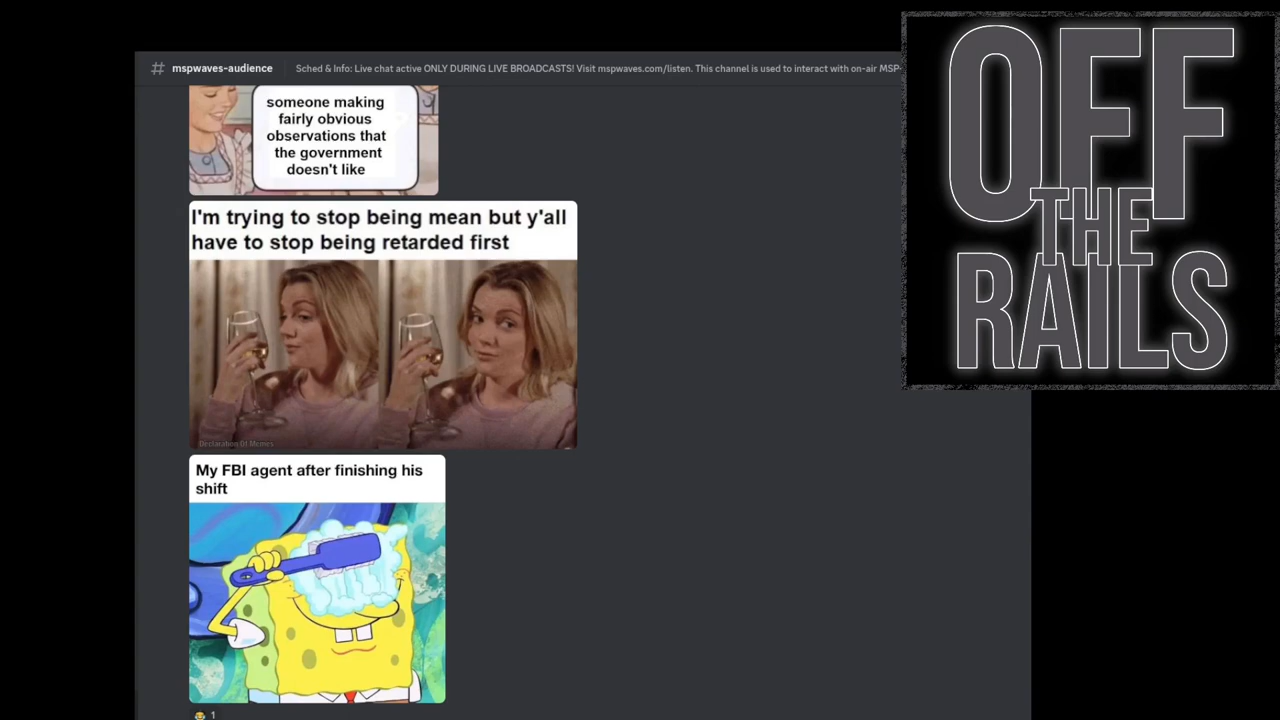 # mspwaves-audience
Sched & Info: Live chat active ONLY DURING LIVE BROADCASTS! Visit mspwaves.com/listen. This channel is used to interact with on-air MSP-
OFF
THE
RAILS
someone making
fairly obvious
observations that
the government
doesn't like
I'm trying to stop being mean but y'all
have to stop being retarded first
Declaration Of Memes
My FBI agent after finishing his
shift
1